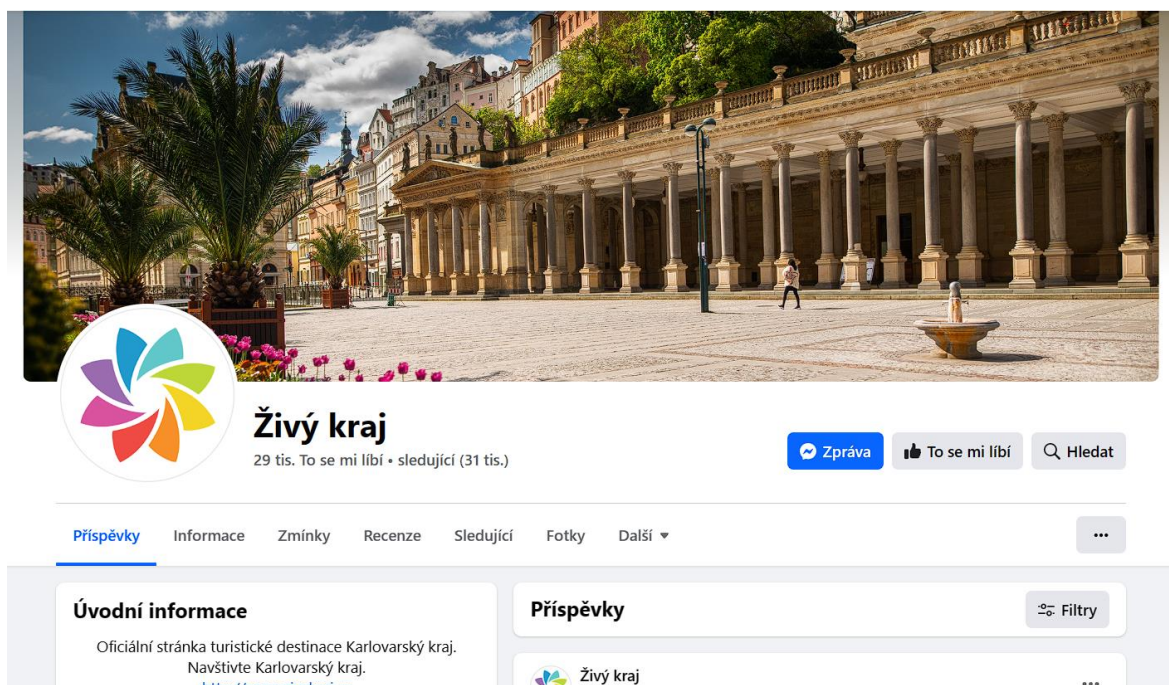 Živý kraj
29 tis. To se mi líbí • sledující (31 tis.)
Zpráva
To se mi líbí
Hledat
Příspěvky
Informace
Zmínky
Recenze
Sledující
Fotky
Další
Úvodní informace
Oficiální stránka turistické destinace Karlovarský kraj.
Navštivte Karlovarský kraj.
Příspěvky
Filtry
Živý kraj